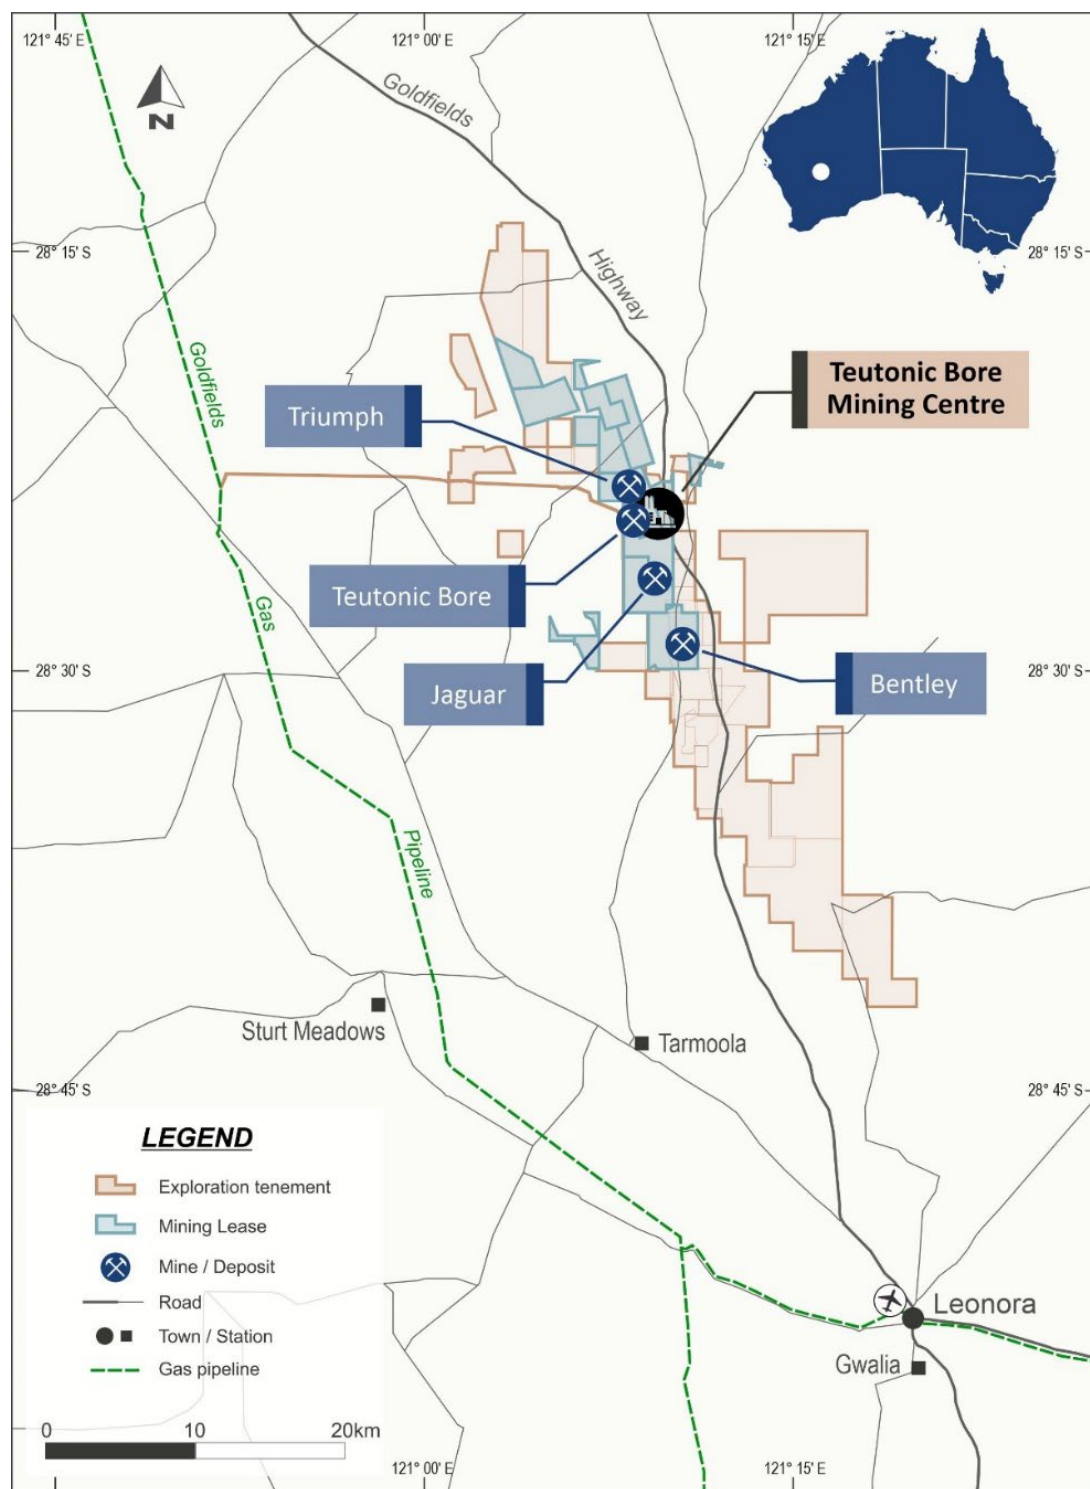 121° 45' E
121° 00' E
121° 15' E
Goldfields
N
Highway
28° 15' S
28° 15' S
Goldfields
Teutonic Bore
Mining Centre
Triumph
Teutonic Bore
Gas
Jaguar
Bentley
28° 30' S
28° 30' S
Pipeline
Sturt Meadows
Tarmoola
28° 45' S
28° 45' S
LEGEND
Exploration tenement
Mining Lease
Mine / Deposit
Road
Town / Station
Gas pipeline
0 10 20km
Leonora
Gwalia
121° 00' E
121° 15' E